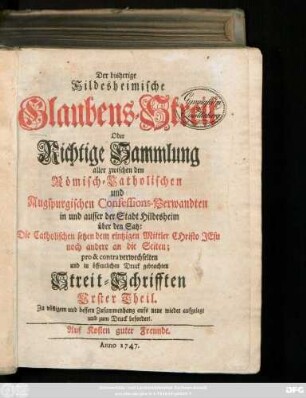 Der bisherige
Hildesheimische
Glaubens-Streit
Oder
Richtige Sammlung
aller zwischen den
Römisch-Catholischen
und
Augspurgischen Confessions-Verwandten
in und ausser der Stadt Hildesheim
über den Satz:
Die Catholischen setzen dem eintzigen Mittler Christo JEsu
noch andere an die Seiten;
pro & contra verwechselten
und in öffentlichen Druck gebrachten
Streit-Schrifften
Erster Theil.
Zu nöthigen und bessern Zusammenhang aufs neue wieder aufgelegt
und zum Druck befördert.
Auf Kosten guter Freunde.
Anno 1747.